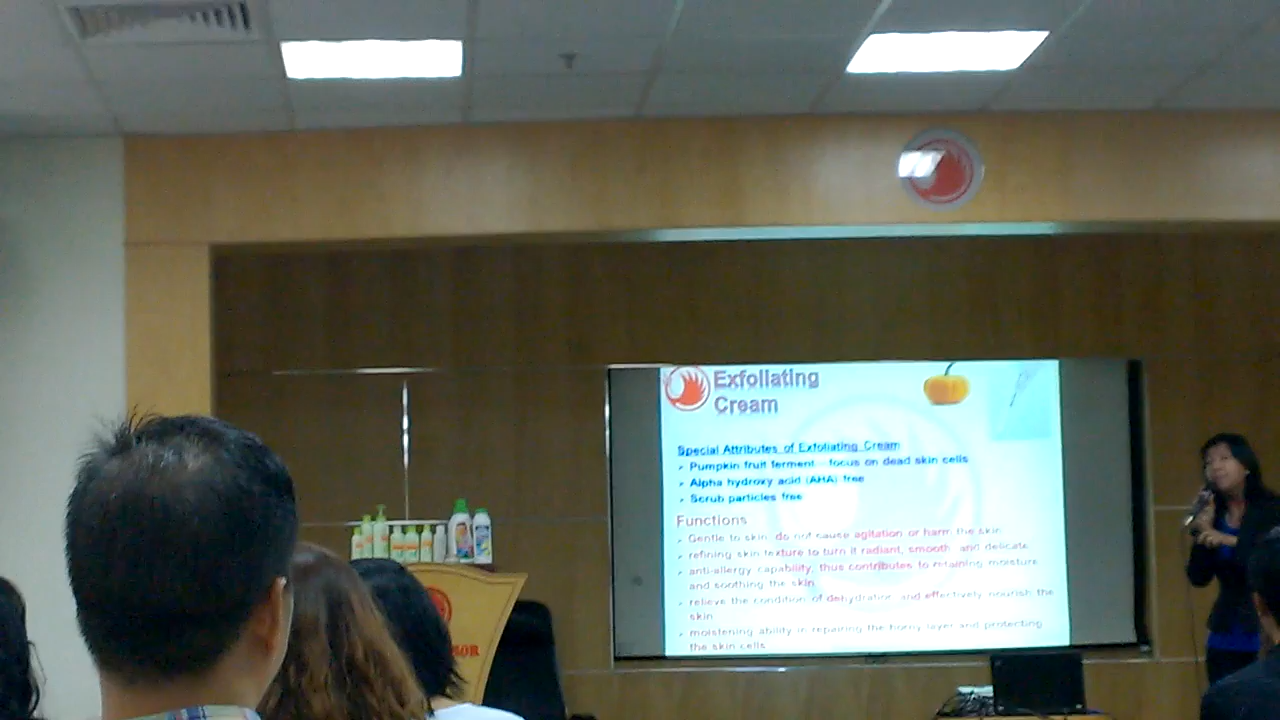 Exfoliating
Cream
Special Attributes of Exfoliating Cream
Pumpkin fruit ferment - focus on dead skin cells
Alpha hydroxy acid (AHA) free
Scrub particles free
Functions
Gentle to skin, do not cause agitation or harm the skin
refining skin texture to turn it radiant, smooth and delicate
anti-allergy capability, thus contributes to retaining moisture
and soothing the skin
relieve the condition of dehydration and effectively nourish the
skin
moistening ability in repairing the horny layer and protecting
the skin cells